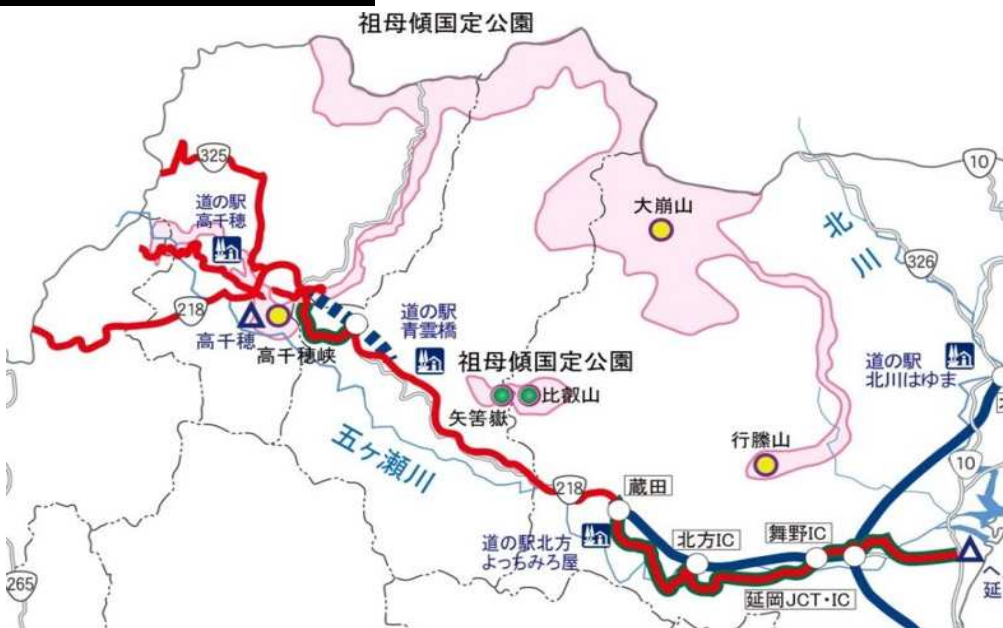 祖母傾国定公園
325
10
道の駅
高千穂
大崩山
北川
326
218
高千穂
高千穂峡
道の駅
青雲橋
祖母傾国定公園
道の駅
北川はゆま
比叡山
矢筈嶽
五ヶ瀬川
行縢山
10
218
蔵田
道の駅北方
よっちみろ屋
北方IC
舞野IC
265
延岡JCT・IC
へ
延